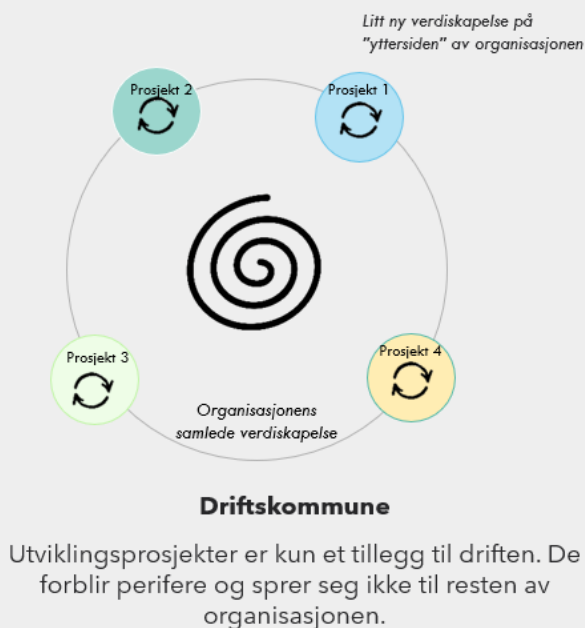 Litt ny verdiskapelse på
"yttersiden" av organisasjonen
Prosjekt 2
Prosjekt 1
Prosjekt 3
Prosjekt 4
Organisasjonens
samlede verdiskapelse
Driftskommune
Utviklingsprosjekter er kun et tillegg til driften. De
forblir perifere og sprer seg ikke til resten av
organisasjonen.